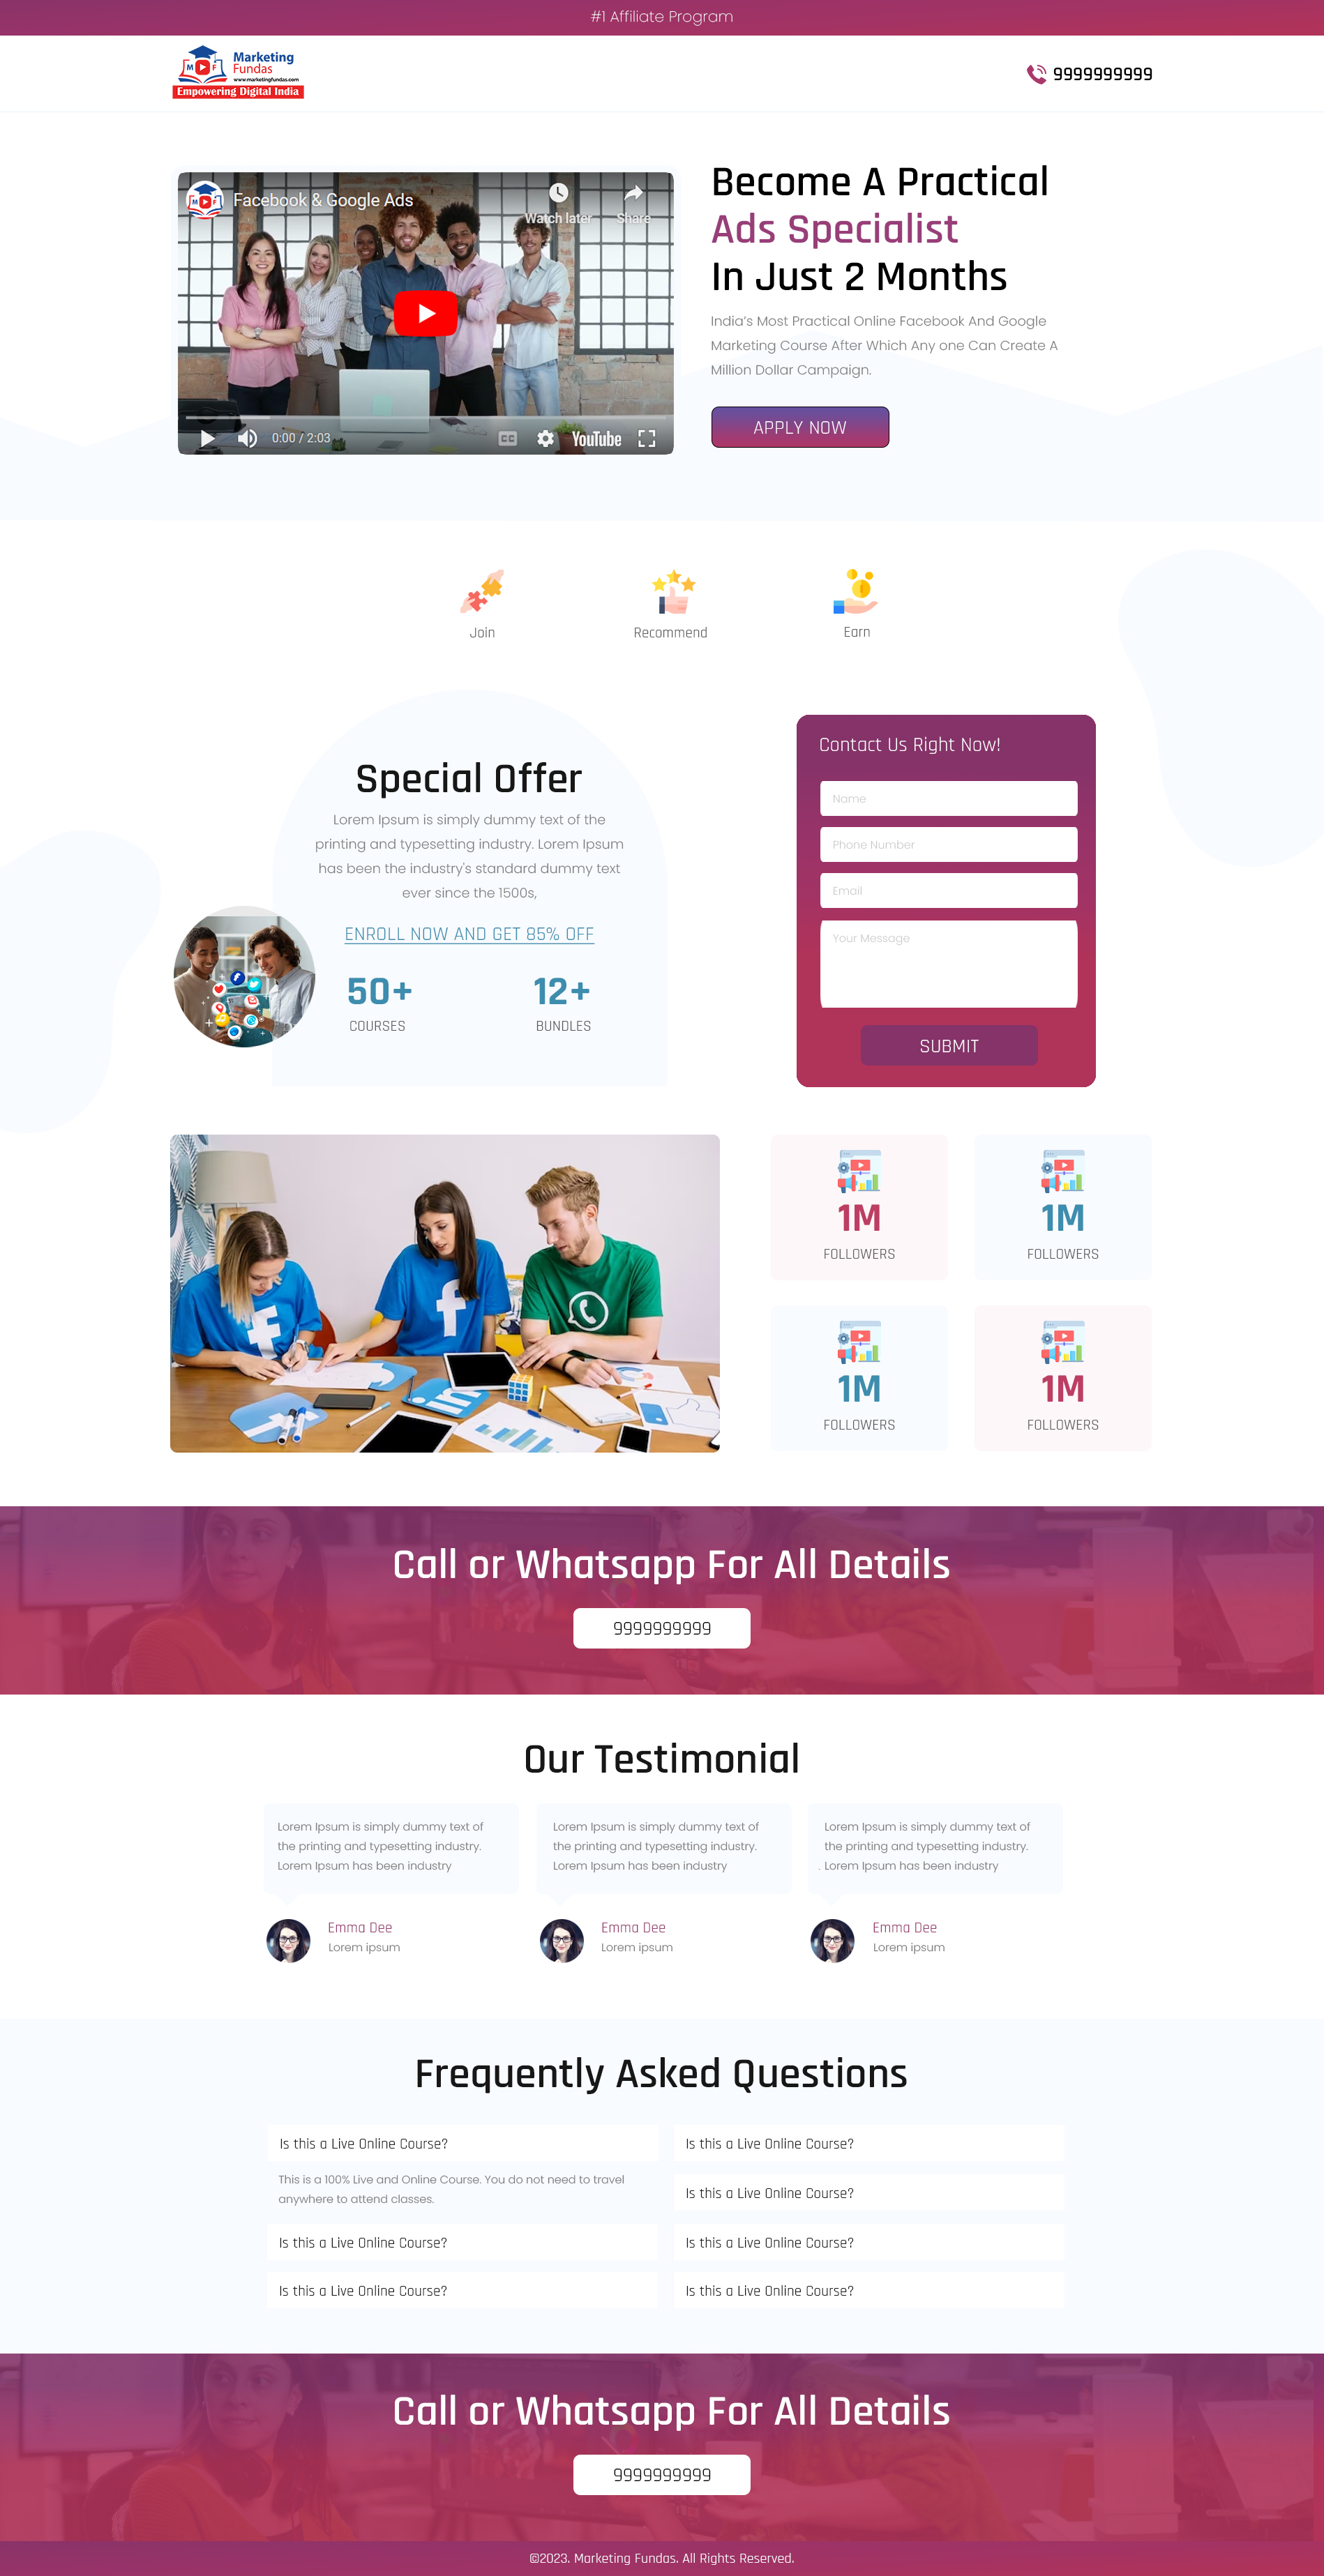 #1 Affiliate Program
M F
Marketing
Fundas
www.marketingfundas.com
Empowering Digital India
9999999999
Facebook & Google Ads
Watch later
Share
0:00 / 2:03
CC
YouTube
Become A Practical
Ads Specialist
In Just 2 Months
India's Most Practical Online Facebook And Google
Marketing Course After Which Any one Can Create A
Million Dollar Campaign.
APPLY NOW
Join
Recommend
Earn
Special Offer
Lorem Ipsum is simply dummy text of the
printing and typesetting industry. Lorem Ipsum
has been the industry's standard dummy text
ever since the 1500s,
ENROLL NOW AND GET 85% OFF
50+
COURSES
12+
BUNDLES
Contact Us Right Now!
Name
Phone Number
Email
Your Message
SUBMIT
1M
FOLLOWERS
1M
FOLLOWERS
1M
FOLLOWERS
1M
FOLLOWERS
Call or Whatsapp For All Details
9999999999
Our Testimonial
Lorem Ipsum is simply dummy text of
the printing and typesetting industry.
Lorem Ipsum has been industry
Emma Dee
Lorem ipsum
Lorem Ipsum is simply dummy text of
the printing and typesetting industry.
Lorem Ipsum has been industry
Emma Dee
Lorem ipsum
Lorem Ipsum is simply dummy text of
the printing and typesetting industry.
. Lorem Ipsum has been industry
Emma Dee
Lorem ipsum
Frequently Asked Questions
Is this a Live Online Course?
This is a 100% Live and Online Course. You do not need to travel
anywhere to attend classes.
Is this a Live Online Course?
Is this a Live Online Course?
Is this a Live Online Course?
Is this a Live Online Course?
Is this a Live Online Course?
Is this a Live Online Course?
Call or Whatsapp For All Details
9999999999
©2023. Marketing Fundas. All Rights Reserved.